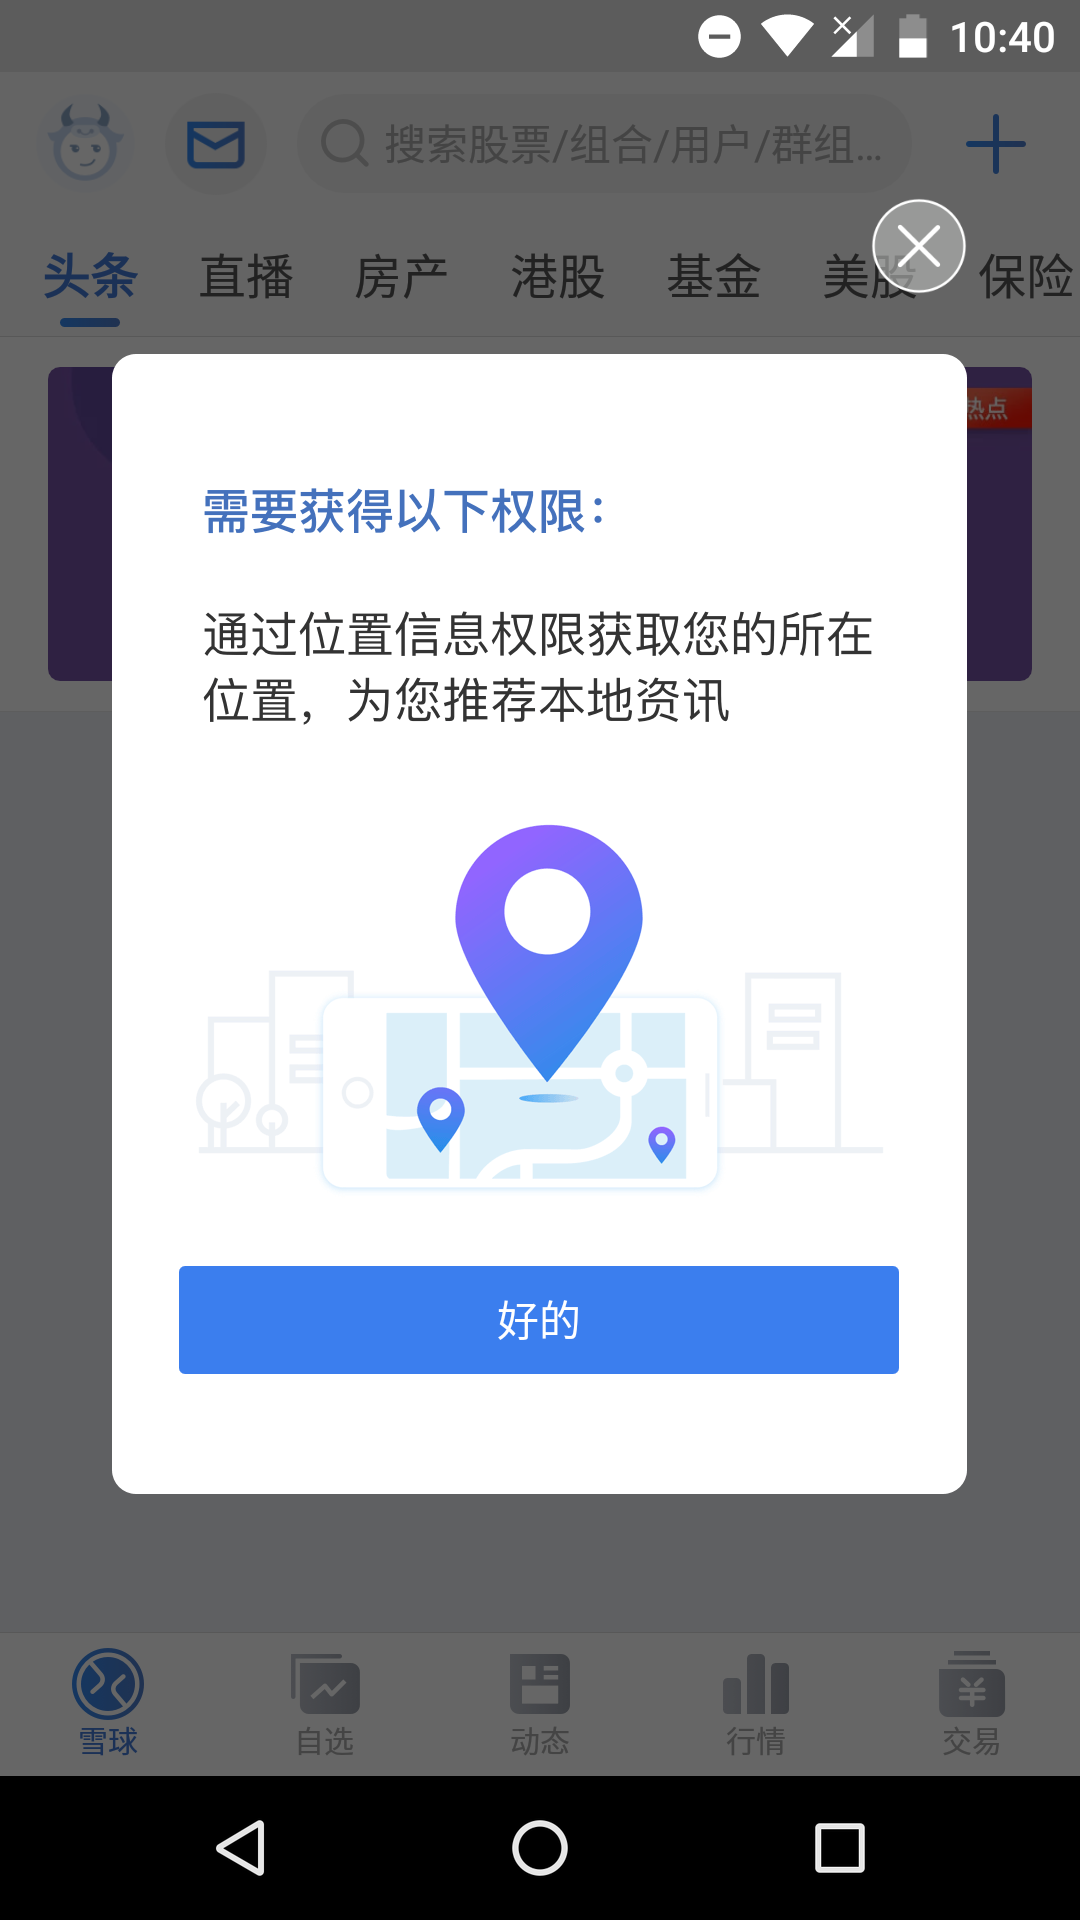 10:40
搜索股票/组合/用户/群组...
头条 直播 房产 港股 基金 美股 保险
热点
需要获得以下权限：
通过位置信息权限获取您的所在
位置，为您推荐本地资讯
好的
雪球 自选 动态 行情 交易